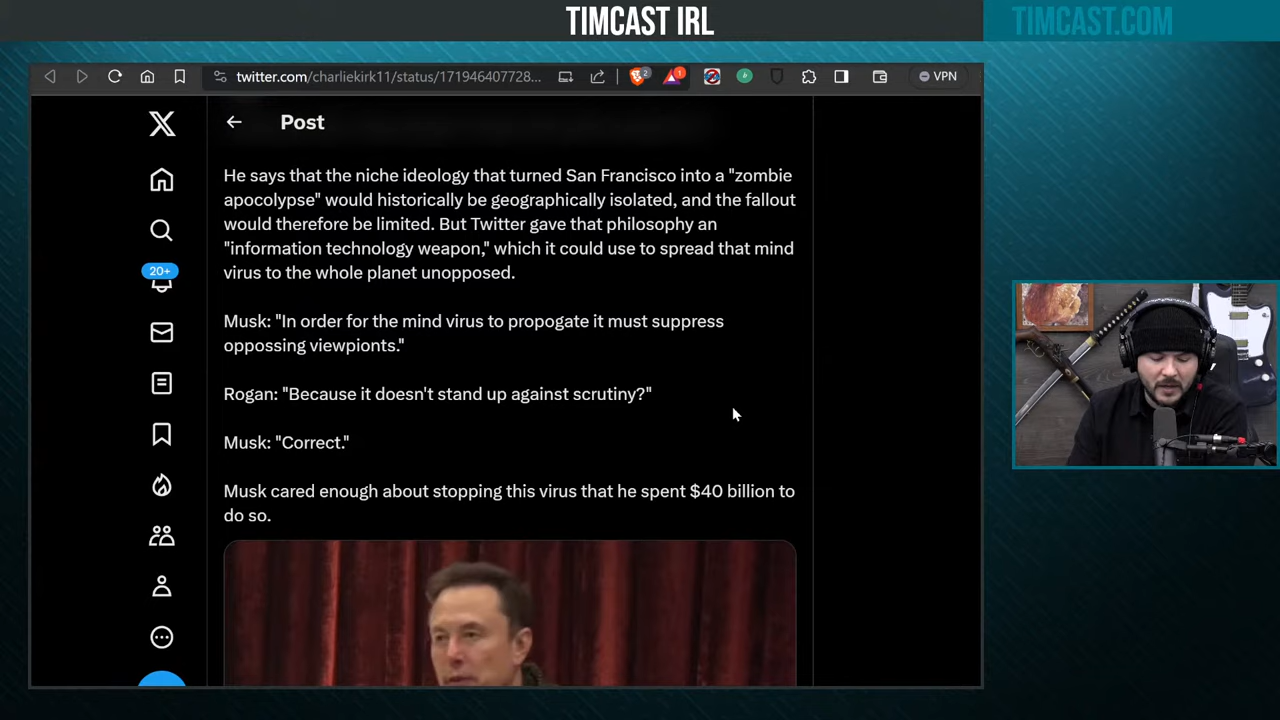 TIMCAST IRL
TIMCAST.COM
twitter.com/charliekirk11/status/171946407728...
2
1
VPN
Post
He says that the niche ideology that turned San Francisco into a "zombie
apocolypse" would historically be geographically isolated, and the fallout
would therefore be limited. But Twitter gave that philosophy an
"information technology weapon," which it could use to spread that mind
virus to the whole planet unopposed.
20+
Musk: "In order for the mind virus to propogate it must suppress
oppossing viewpionts."
Rogan: "Because it doesn't stand up against scrutiny?"
Musk: "Correct."
Musk cared enough about stopping this virus that he spent $40 billion to
do so.